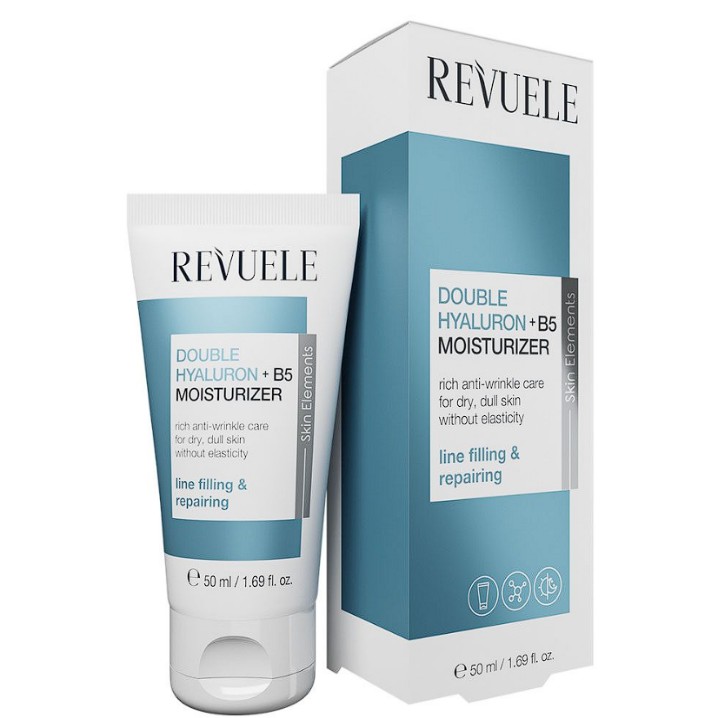 REVUELE
DOUBLE
HYALURON + B5
MOISTURIZER
rich anti-wrinkle care
for dry, dull skin
without elasticity
line filling &
repairing
Skin Elements
℮ 50 ml / 1.69 fl. oz.
REVUELE
DOUBLE
HYALURON + B5
MOISTURIZER
rich anti-wrinkle care
for dry, dull skin
without elasticity
line filling &
repairing
Skin Elements
℮ 50 ml / 1.69 fl. oz.